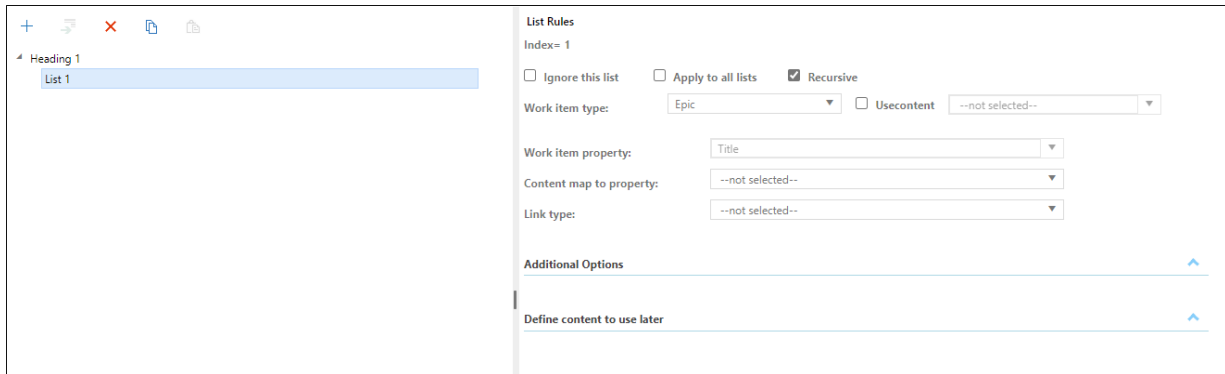 Heading 1
List 1
List Rules
Index= 1
Ignore this list Apply to all lists Recursive
Work item type: Epic Usecontent --not selected--
Work item property: Title
Content map to property: --not selected--
Link type: --not selected--
Additional Options
Define content to use later